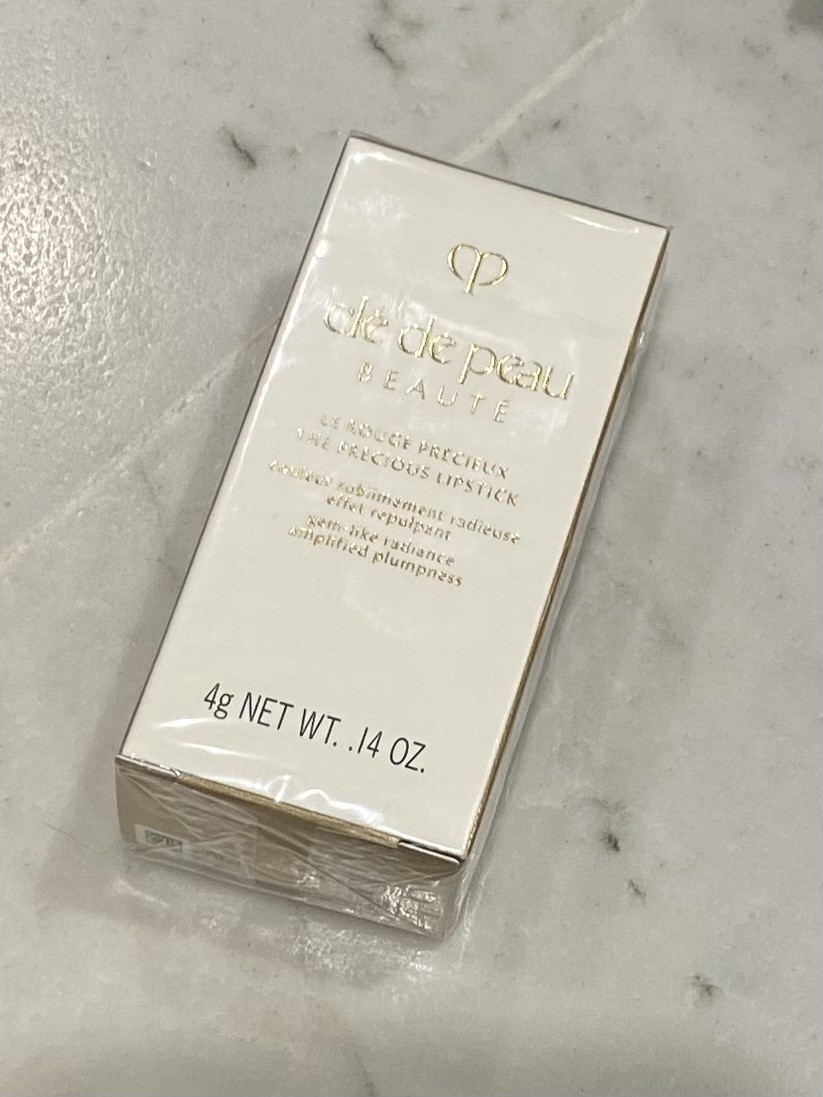 clé de peau
BEAUTÉ
LE ROUGE PRÉCIEUX
THE PRECIOUS LIPSTICK
couleur sublimement radieuse
effet repulpant
gem-like radiance
amplified plumpness
4g NET WT. .14 OZ.